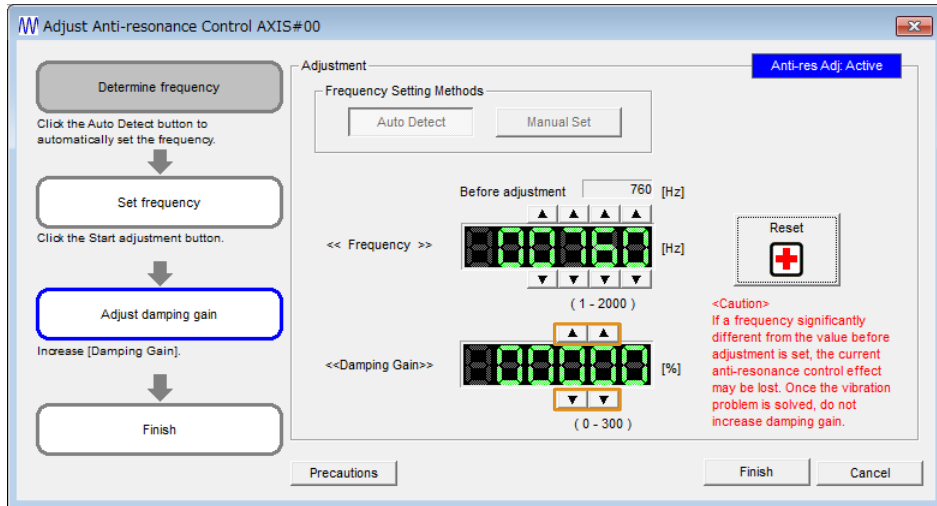 Adjust Anti-resonance Control AXIS#00
Determine frequency
Click the Auto Detect button to
automatically set the frequency.
Set frequency
Click the Start adjustment button.
Adjust damping gain
Increase [Damping Gain].
Finish
Adjustment
Anti-res Adj: Active
Frequency Setting Methods
Auto Detect
Manual Set
Before adjustment 760 [Hz]
<< Frequency >> 00760 [Hz]
( 1 - 2000 )
<<Damping Gain>> 00000 [%]
( 0 - 300 )
Reset
<Caution>
If a frequency significantly
different from the value before
adjustment is set, the current
anti-resonance control effect
may be lost. Once the vibration
problem is solved, do not
increase damping gain.
Precautions
Finish
Cancel